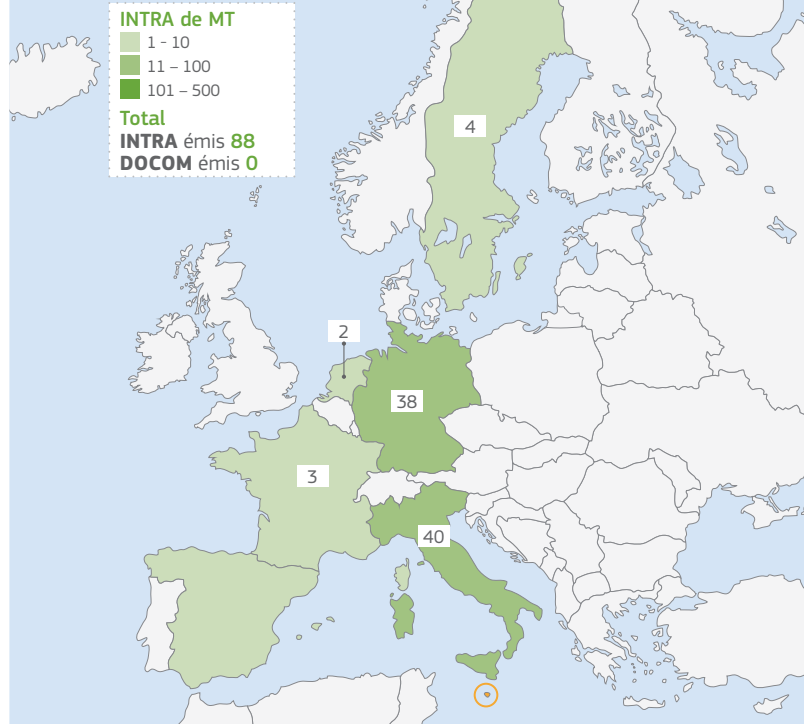 INTRA de MT
1 - 10
11 – 100
101 – 500
Total
INTRA émis 88
DOCOM émis 0
4
2
38
3
40